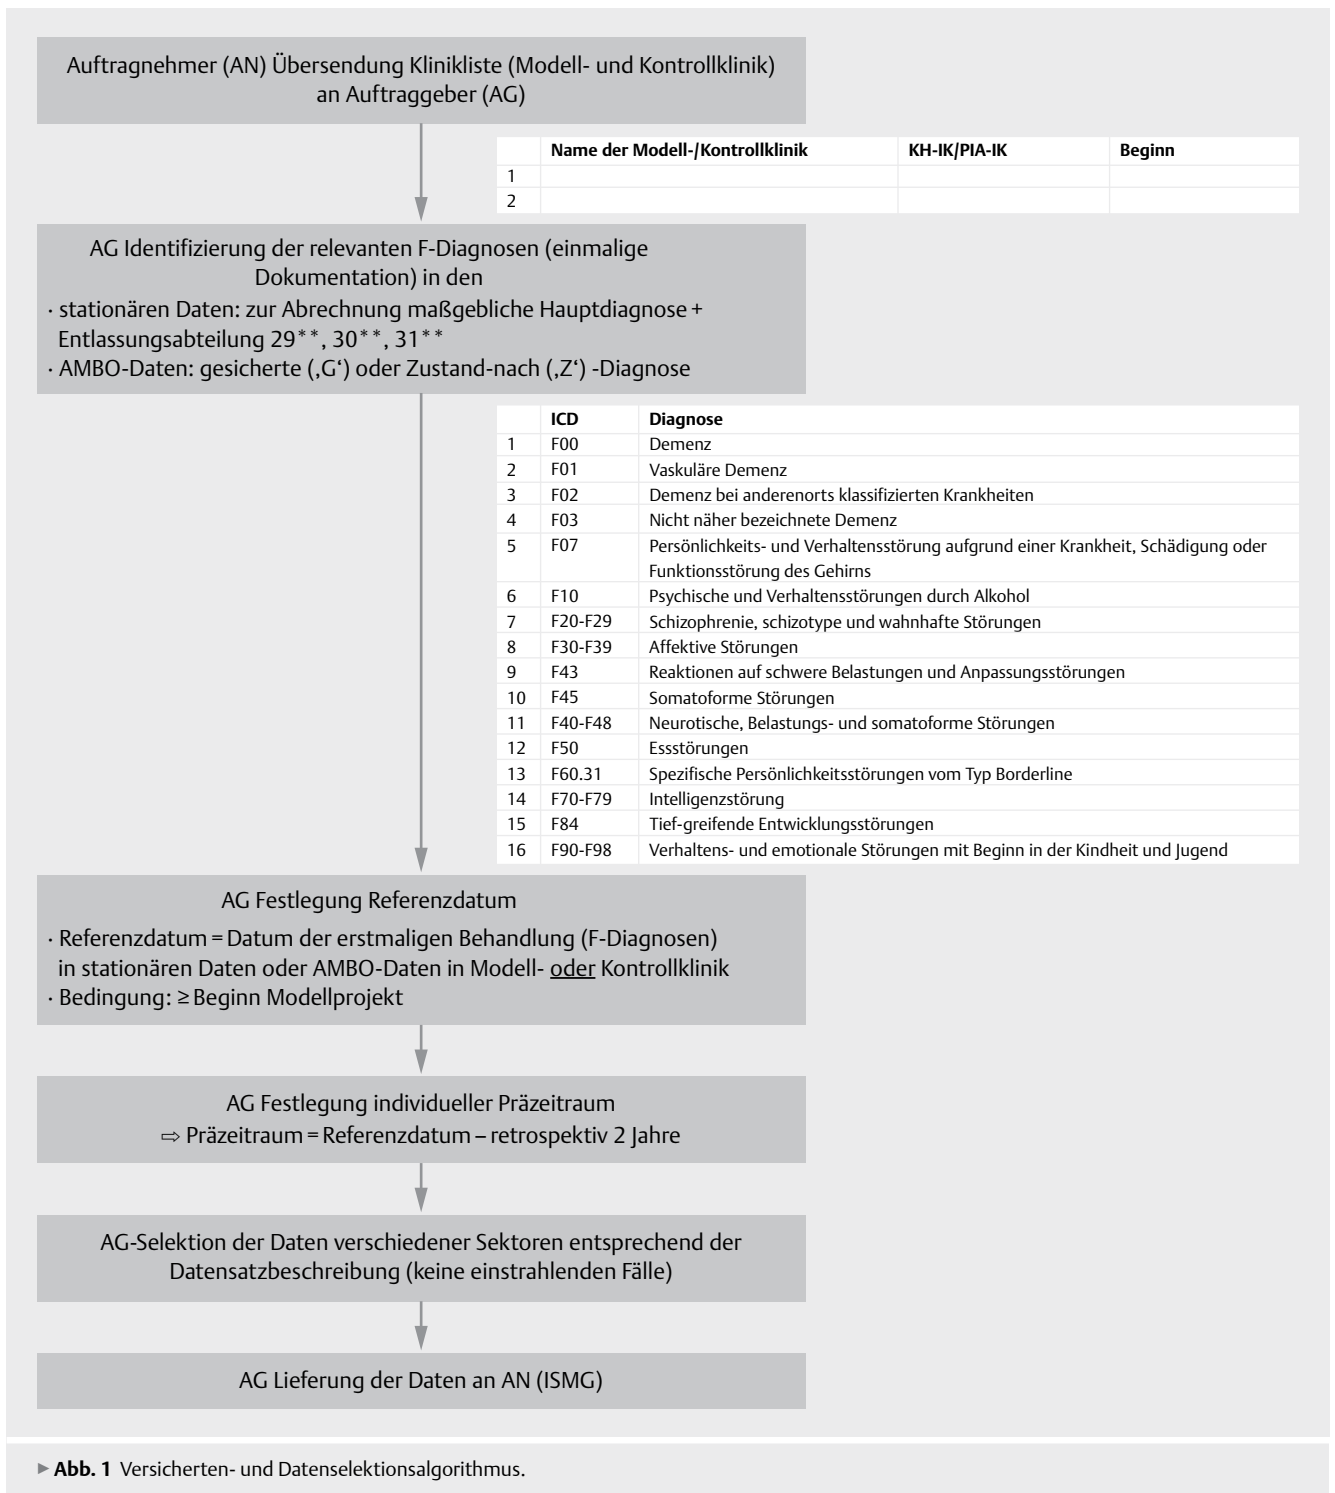 Auftragnehmer (AN) Übersendung Klinikliste (Modell- und Kontrollklinik)
an Auftraggeber (AG)
Name der Modell-/Kontrollklinik KH-IK/PIA-IK Beginn
1
2
AG Identifizierung der relevanten F-Diagnosen (einmalige
Dokumentation) in den
· stationären Daten: zur Abrechnung maßgebliche Hauptdiagnose +
Entlassungsabteilung 29**, 30**, 31**
· AMBO-Daten: gesicherte (‚G‘) oder Zustand-nach (‚Z‘) -Diagnose
ICD Diagnose
1 F00 Demenz
2 F01 Vaskuläre Demenz
3 F02 Demenz bei anderenorts klassifizierten Krankheiten
4 F03 Nicht näher bezeichnete Demenz
5 F07 Persönlichkeits- und Verhaltensstörung aufgrund einer Krankheit, Schädigung oder
Funktionsstörung des Gehirns
6 F10 Psychische und Verhaltensstörungen durch Alkohol
7 F20-F29 Schizophrenie, schizotype und wahnhafte Störungen
8 F30-F39 Affektive Störungen
9 F43 Reaktionen auf schwere Belastungen und Anpassungsstörungen
10 F45 Somatoforme Störungen
11 F40-F48 Neurotische, Belastungs- und somatoforme Störungen
12 F50 Essstörungen
13 F60.31 Spezifische Persönlichkeitsstörungen vom Typ Borderline
14 F70-F79 Intelligenzstörung
15 F84 Tief-greifende Entwicklungsstörungen
16 F90-F98 Verhaltens- und emotionale Störungen mit Beginn in der Kindheit und Jugend
AG Festlegung Referenzdatum
· Referenzdatum = Datum der erstmaligen Behandlung (F-Diagnosen)
in stationären Daten oder AMBO-Daten in Modell- oder Kontrollklinik
· Bedingung: ≥ Beginn Modellprojekt
AG Festlegung individueller Präzeitraum
⇨ Präzeitraum = Referenzdatum – retrospektiv 2 Jahre
AG-Selektion der Daten verschiedener Sektoren entsprechend der
Datensatzbeschreibung (keine einstrahlenden Fälle)
AG Lieferung der Daten an AN (ISMG)
▶ Abb. 1 Versicherten- und Datenselektionsalgorithmus.